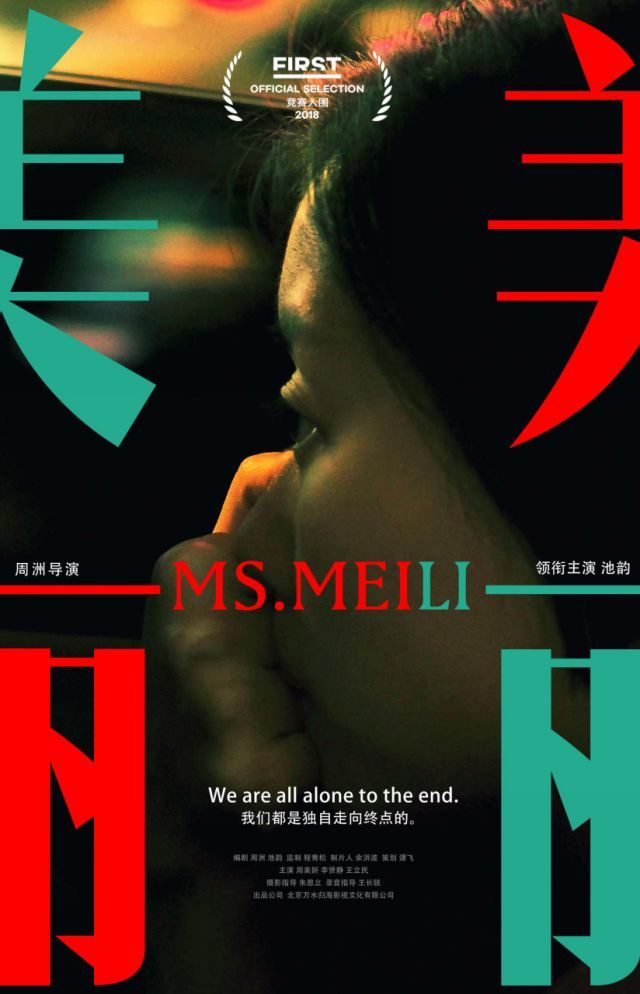 FIRST
OFFICIAL SELECTION
竞赛入围
2018
美 美
周洲导演
MS.MEILI
领衔主演 池韵
丽 丽
We are all alone to the end.
我们都是独自走向终点的。
编剧 周洲 池韵 监制 程青松 制片人 余洪波 策划 谭飞
主演 周美妍 李贤静 王立民
摄影指导 朱恩立 录音指导 王长锐
出品公司 北京万水归海影视文化有限公司